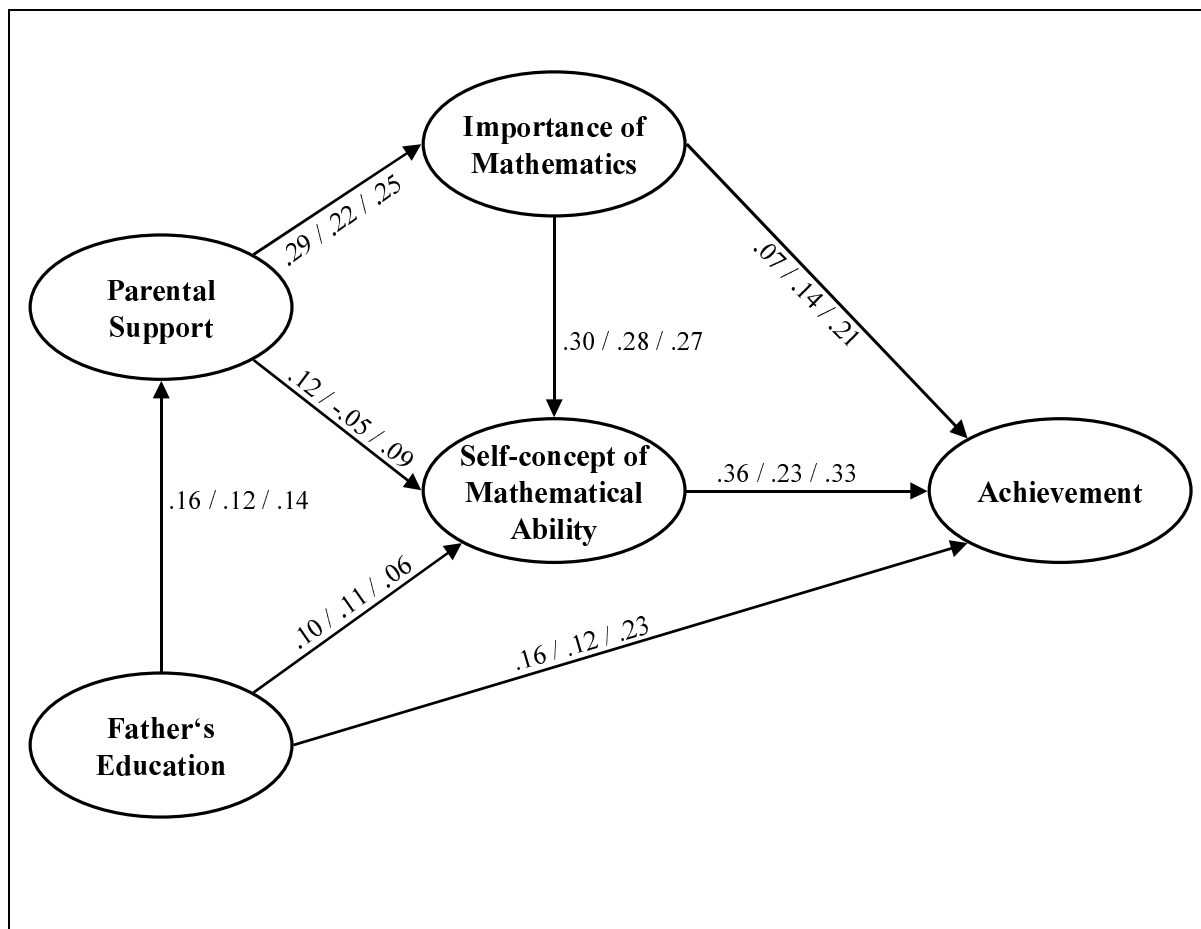 Importance of
Mathematics
.29 / .22 / .25
.07 / .14 / .21
Parental
Support
.30 / .28 / .27
.12 / -.05 / .09
Self-concept of
Mathematical
Ability
.36 / .23 / .33
Achievement
.16 / .12 / .14
.10 / .11 / .06
.16 / .12 / .23
Father‘s
Education